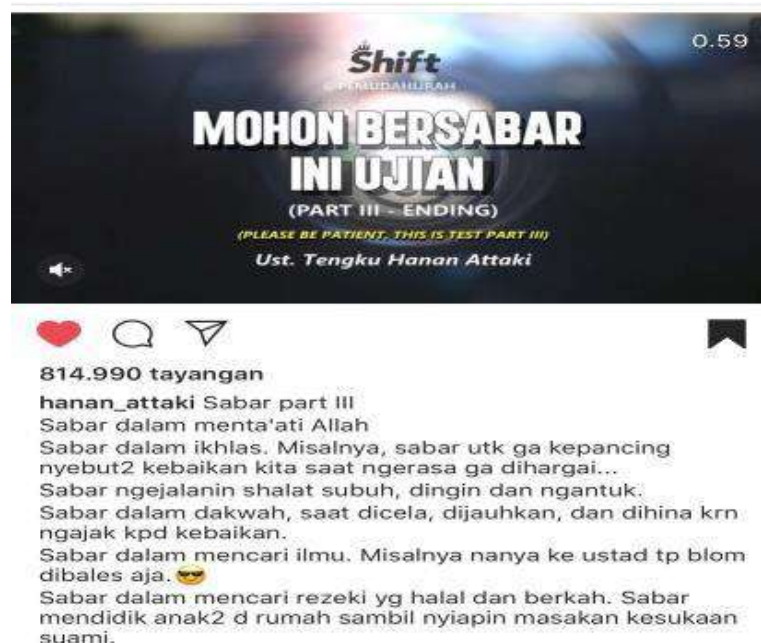 0.59
Shift
@PEMUDAHIJRAH
MOHON BERSABAR
INI UJIAN
(PART III - ENDING)
(PLEASE BE PATIENT, THIS IS TEST PART III)
Ust. Tengku Hanan Attaki
814.990 tayangan
hanan_attaki Sabar part III
Sabar dalam menta'ati Allah
Sabar dalam ikhlas. Misalnya, sabar utk ga kepancing
nyebut2 kebaikan kita saat ngerasa ga dihargai...
Sabar ngejalanin shalat subuh, dingin dan ngantuk.
Sabar dalam dakwah, saat dicela, dijauhkan, dan dihina krn
ngajak kpd kebaikan.
Sabar dalam mencari ilmu. Misalnya nanya ke ustad tp blom
dibales aja. 😎
Sabar dalam mencari rezeki yg halal dan berkah. Sabar
mendidik anak2 d rumah sambil nyiapin masakan kesukaan
suami.